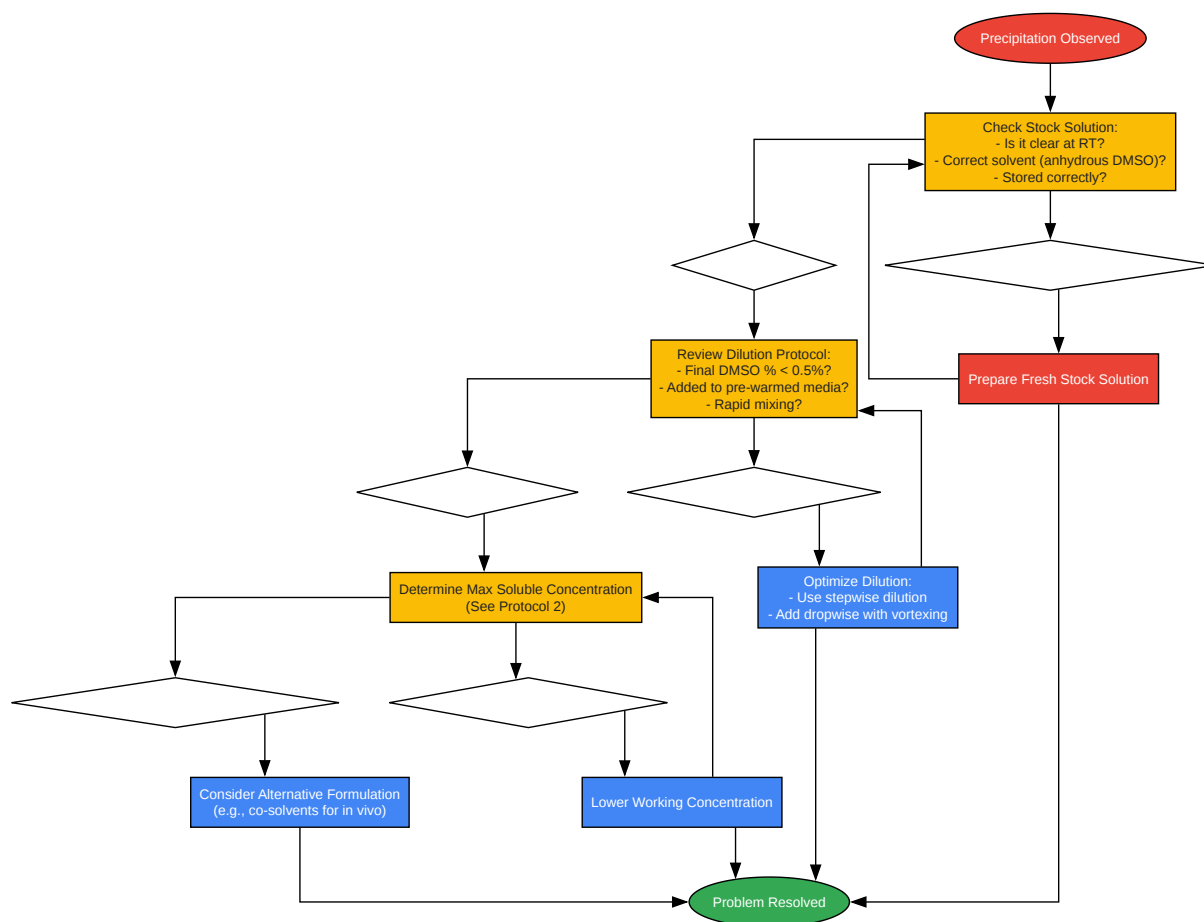 Precipitation Observed
Check Stock Solution:
- Is it clear at RT?
- Correct solvent (anhydrous DMSO)?
- Stored correctly?
Review Dilution Protocol:
- Final DMSO % < 0.5%?
- Added to pre-warmed media?
- Rapid mixing?
Prepare Fresh Stock Solution
Determine Max Soluble Concentration
(See Protocol 2)
Optimize Dilution:
- Use stepwise dilution
- Add dropwise with vortexing
Consider Alternative Formulation
(e.g., co-solvents for in vivo)
Lower Working Concentration
Problem Resolved